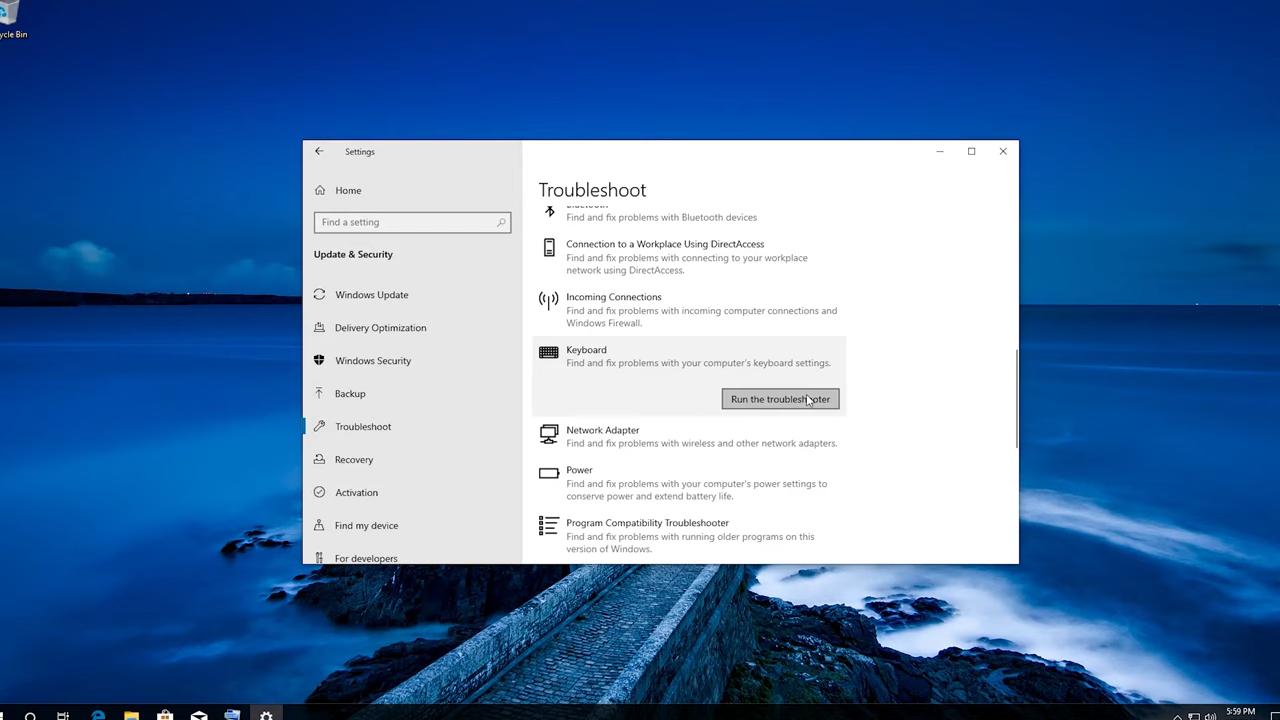 cycle Bin
Settings
Home
Find a setting
Update & Security
Windows Update
Delivery Optimization
Windows Security
Backup
Troubleshoot
Recovery
Activation
Find my device
For developers
Troubleshoot
Bluetooth
Find and fix problems with Bluetooth devices
Connection to a Workplace Using DirectAccess
Find and fix problems with connecting to your workplace
network using DirectAccess.
Incoming Connections
Find and fix problems with incoming computer connections and
Windows Firewall.
Keyboard
Find and fix problems with your computer's keyboard settings.
Run the troubleshooter
Network Adapter
Find and fix problems with wireless and other network adapters.
Power
Find and fix problems with your computer's power settings to
conserve power and extend battery life.
Program Compatibility Troubleshooter
Find and fix problems with running older programs on this
version of Windows.
5:59 PM